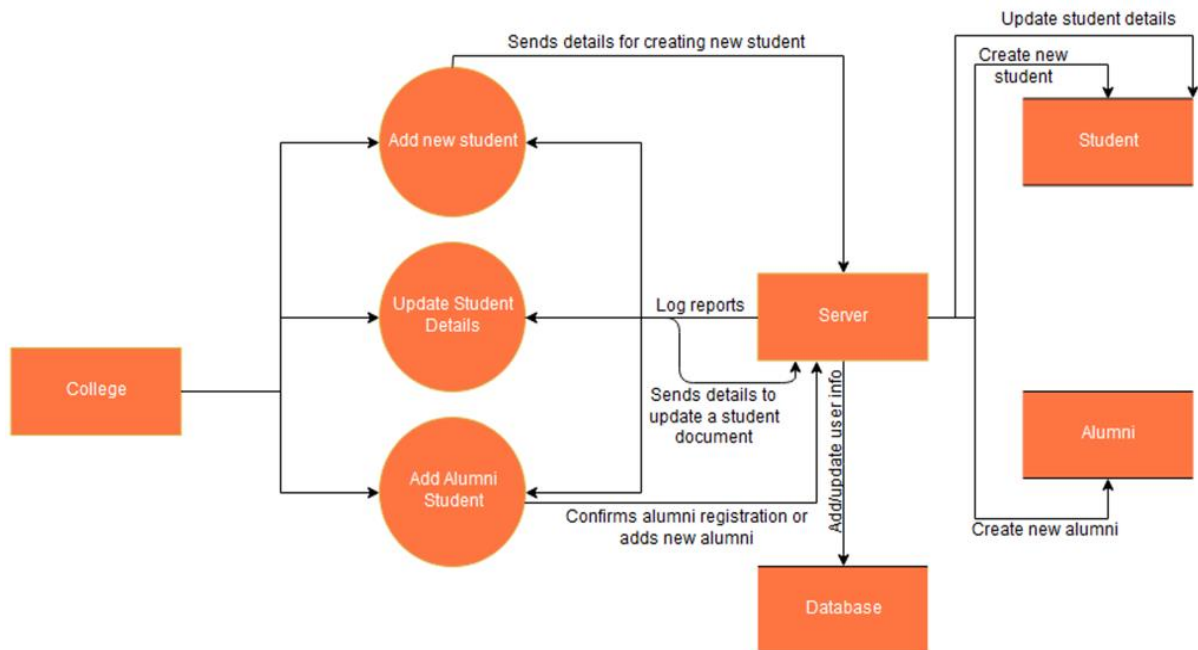 Update student details
Sends details for creating new student
Create new
student
Add new student
Student
Update Student
Details
Log reports
Server
College
Sends details to
update a student
document
Add/update user info
Alumni
Add Alumni
Student
Confirms alumni registration or
adds new alumni
Create new alumni
Database